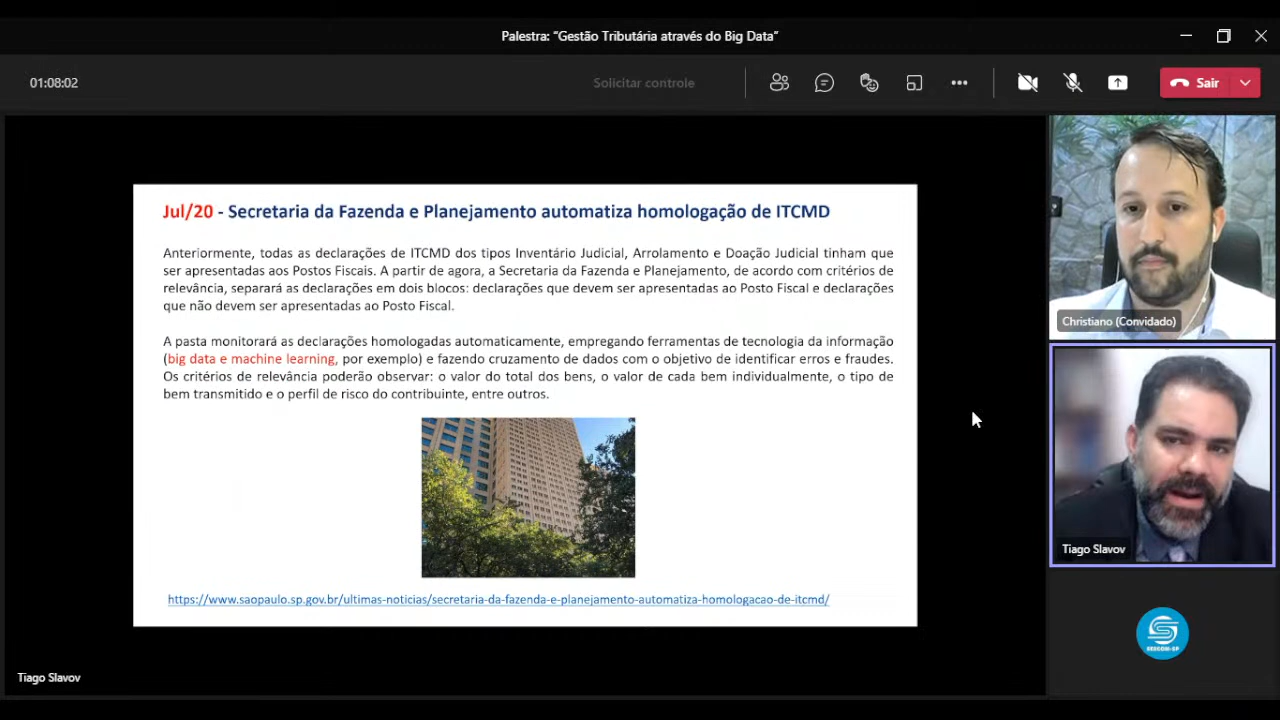 Palestra: "Gestão Tributária através do Big Data"
01:08:02
Solicitar controle
Sair
Jul/20 - Secretaria da Fazenda e Planejamento automatiza homologação de ITCMD
Anteriormente, todas as declarações de ITCMD dos tipos Inventário Judicial, Arrolamento e Doação Judicial tinham que
ser apresentadas aos Postos Fiscais. A partir de agora, a Secretaria da Fazenda e Planejamento, de acordo com critérios de
relevância, separará as declarações em dois blocos: declarações que devem ser apresentadas ao Posto Fiscal e declarações
que não devem ser apresentadas ao Posto Fiscal.
A pasta monitorará as declarações homologadas automaticamente, empregando ferramentas de tecnologia da informação
(big data e machine learning, por exemplo) e fazendo cruzamento de dados com o objetivo de identificar erros e fraudes.
Os critérios de relevância poderão observar: o valor do total dos bens, o valor de cada bem individualmente, o tipo de
bem transmitido e o perfil de risco do contribuinte, entre outros.
https://www.saopaulo.sp.gov.br/ultimas-noticias/secretaria-da-fazenda-e-planejamento-automatiza-homologacao-de-itcmd/
Christiano (Convidado)
Tiago Slavov
SESCON-SP
Tiago Slavov